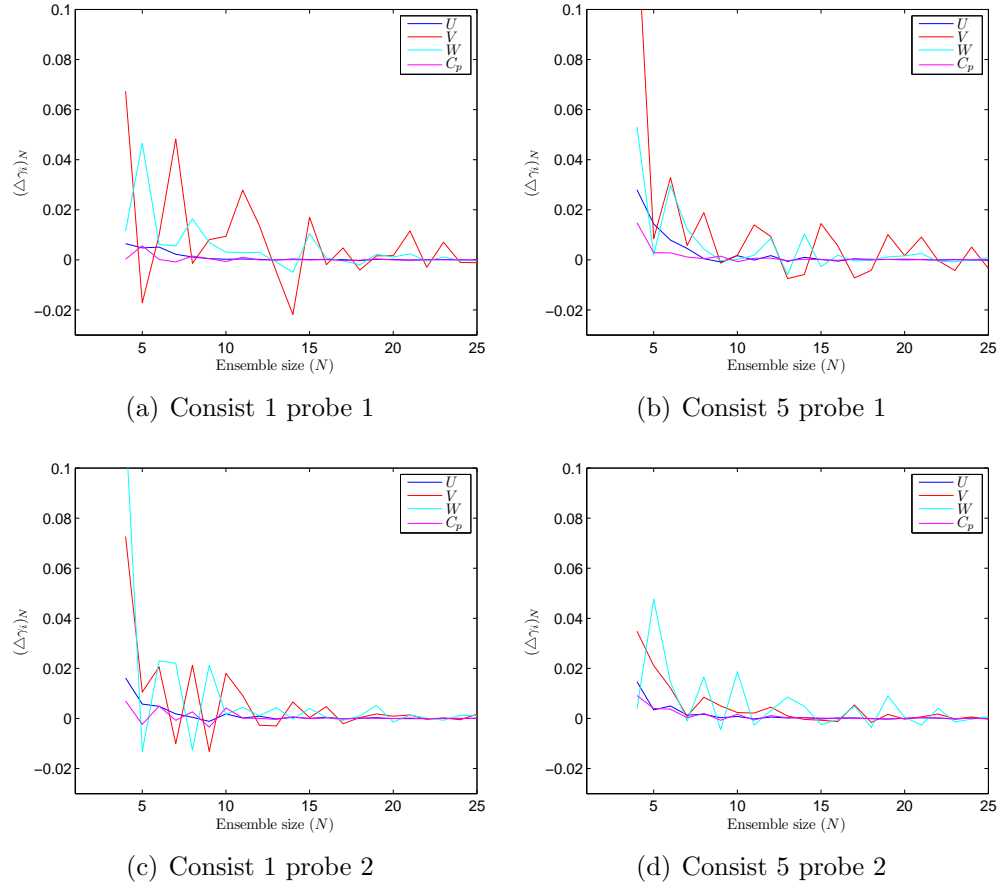 0.1
0.08
0.06
0.04
0.02
0
−0.02
(△γi)N
5 10 15 20 25
Ensemble size (N)
U
V
W
Cp
(a) Consist 1 probe 1
0.1
0.08
0.06
0.04
0.02
0
−0.02
(△γi)N
5 10 15 20 25
Ensemble size (N)
U
V
W
Cp
(b) Consist 5 probe 1
0.1
0.08
0.06
0.04
0.02
0
−0.02
(△γi)N
5 10 15 20 25
Ensemble size (N)
U
V
W
Cp
(c) Consist 1 probe 2
0.1
0.08
0.06
0.04
0.02
0
−0.02
(△γi)N
5 10 15 20 25
Ensemble size (N)
U
V
W
Cp
(d) Consist 5 probe 2